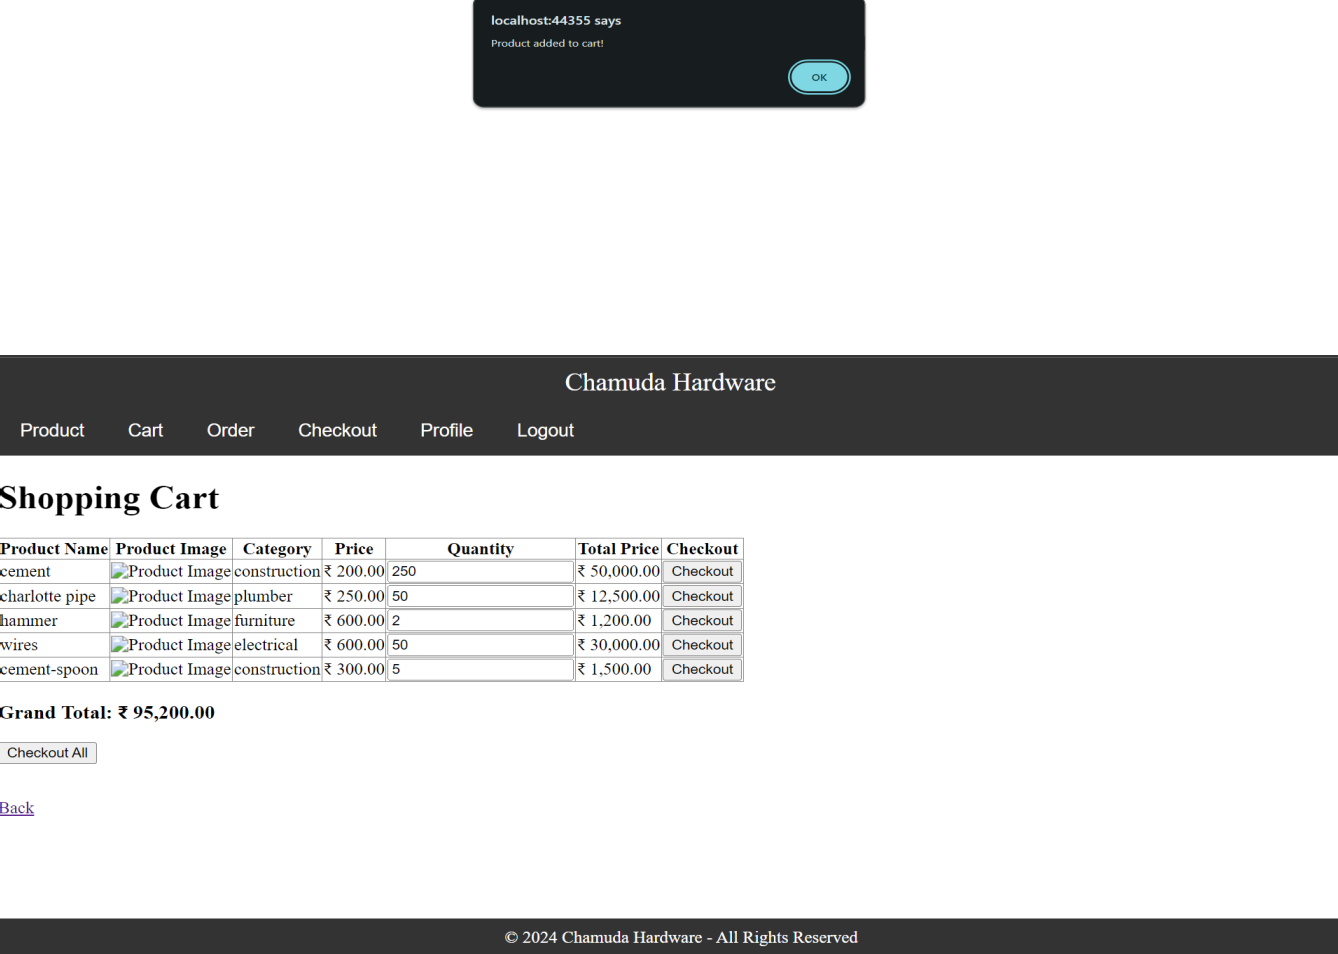 localhost:44355 says
Product added to cart!
OK
Chamuda Hardware
Product Cart Order Checkout Profile Logout
Shopping Cart
Product Name Product Image Category Price Quantity Total Price Checkout
cement Product Image construction ₹ 200.00 250 ₹ 50,000.00 Checkout
charlotte pipe Product Image plumber ₹ 250.00 50 ₹ 12,500.00 Checkout
hammer Product Image furniture ₹ 600.00 2 ₹ 1,200.00 Checkout
wires Product Image electrical ₹ 600.00 50 ₹ 30,000.00 Checkout
cement-spoon Product Image construction ₹ 300.00 5 ₹ 1,500.00 Checkout
Grand Total: ₹ 95,200.00
Checkout All
Back
© 2024 Chamuda Hardware - All Rights Reserved